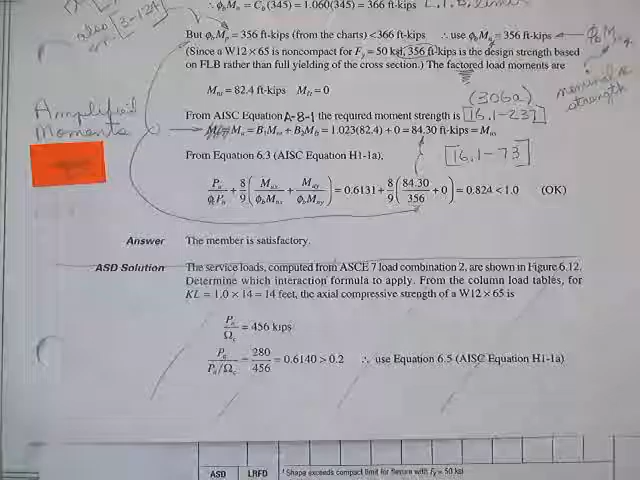 ∴ φbMn = Cb(345) = 1.060(345) = 366 ft-kips
also [3-124]
But φbMp = 356 ft-kips (from the charts) < 366 ft-kips ∴ use φbMn = 356 ft-kips
(Since a W12 × 65 is noncompact for Fy = 50 ksi, 356 ft-kips is the design strength based
on FLB rather than full yielding of the cross section.) The factored load moments are
nominal
strength
Mnt = 82.4 ft-kips Mℓt = 0
(306a)
From AISC Equation A-8-1 the required moment strength is [16.1-237]
Amplified
Moments
= Mu = B1Mnt + B2Mℓt = 1.023(82.4) + 0 = 84.30 ft-kips = Mux
From Equation 6.3 (AISC Equation H1-1a),
[16.1-73]
Pu/φcPn + 8/9 (Mux/φbMnx + Muy/φbMny) = 0.6131 + 8/9 (84.30/356 + 0) = 0.824 < 1.0 (OK)
Answer The member is satisfactory.
ASD Solution The service loads, computed from ASCE 7 load combination 2, are shown in Figure 6.12.
Determine which interaction formula to apply. From the column load tables, for
KL = 1.0 × 14 = 14 feet, the axial compressive strength of a W12 × 65 is
Pn/Ωc = 456 kips
Pa/(Pn/Ωc) = 280/456 = 0.6140 > 0.2 ∴ use Equation 6.5 (AISC Equation H1-1a)
ASD LRFD Shape exceeds compact limit for flexure with Fy = 50 ksi